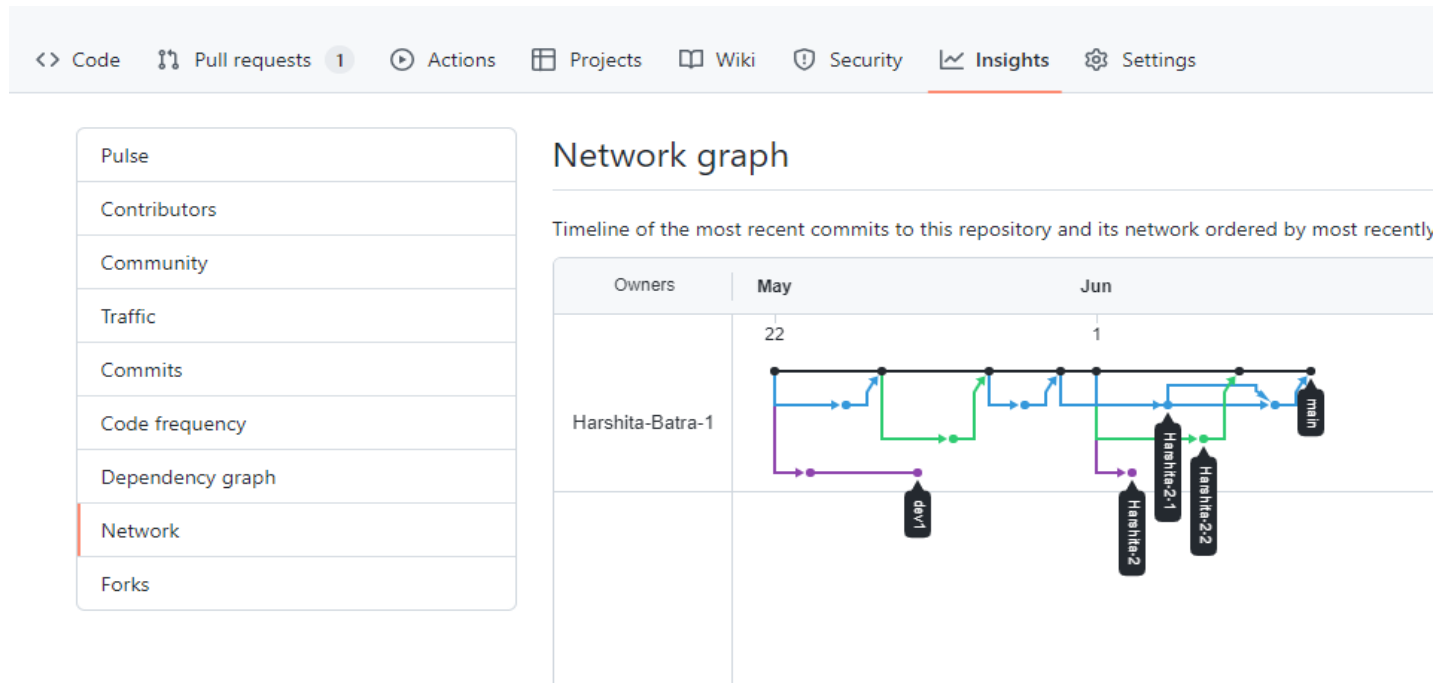 Code Pull requests 1 Actions Projects Wiki Security Insights Settings
Pulse
Contributors
Community
Traffic
Commits
Code frequency
Dependency graph
Network
Forks
Network graph
Timeline of the most recent commits to this repository and its network ordered by most recently
Owners May Jun
22 1
Harshita-Batra-1
main
Harshita-2-1
Harshita-2-2
dev1
Harshita-2